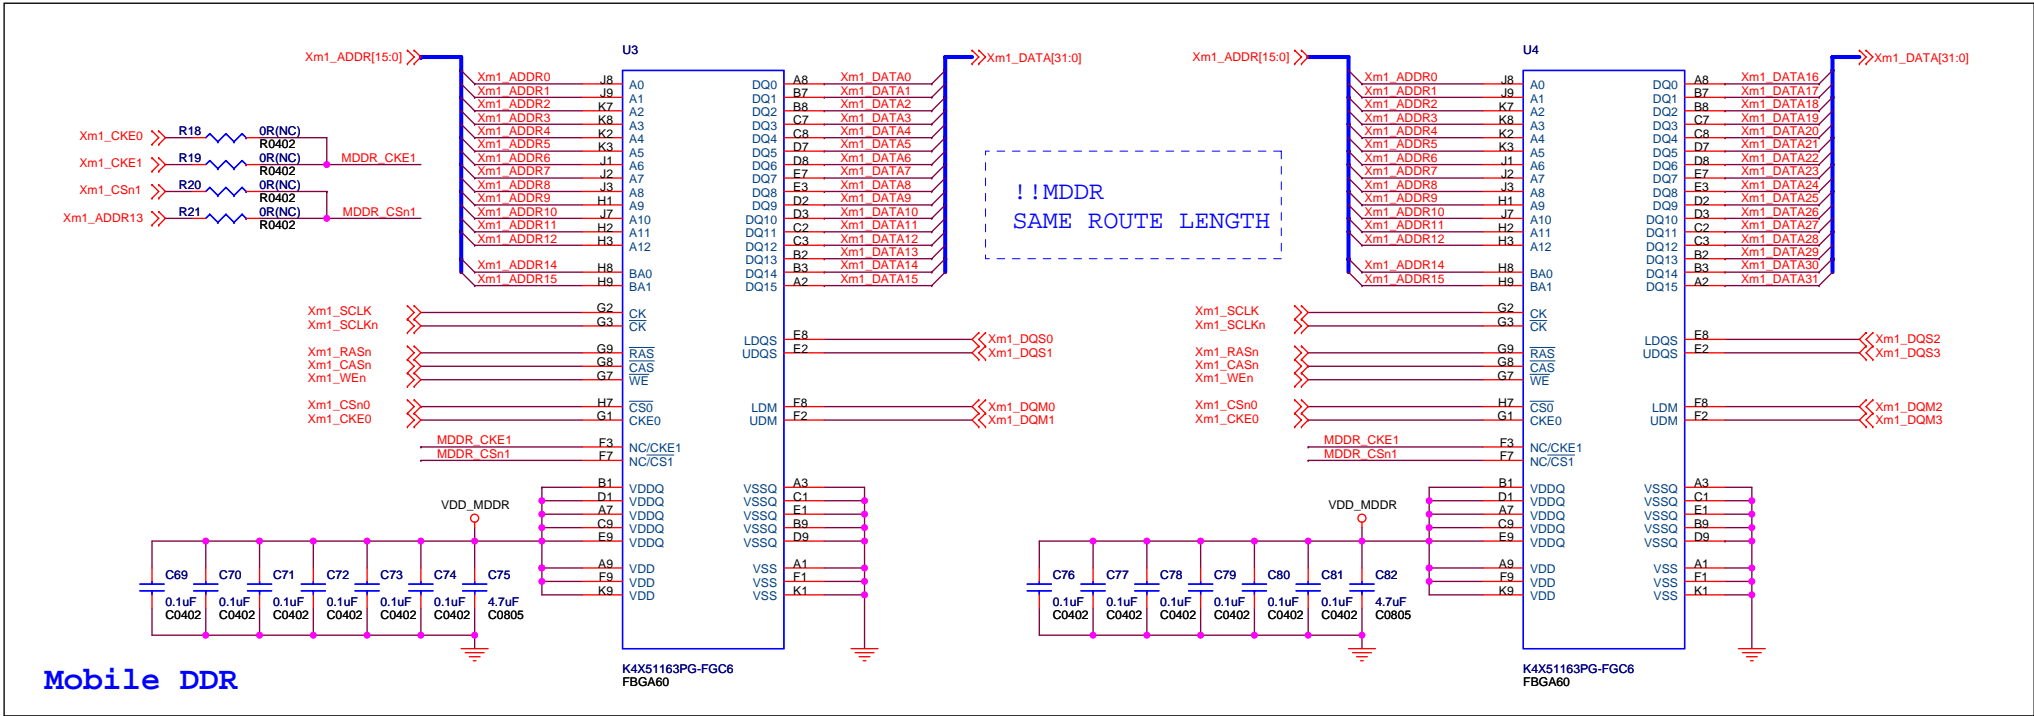 U3
U4
Xm1_ADDR[15:0]
Xm1_DATA[31:0]
Xm1_ADDR[15:0]
Xm1_DATA[31:0]
Xm1_ADDR0 J8 A0 DQ0 A8 Xm1_DATA0
Xm1_ADDR1 J9 A1 DQ1 B7 Xm1_DATA1
Xm1_ADDR2 K7 A2 DQ2 B8 Xm1_DATA2
Xm1_ADDR3 K8 A3 DQ3 C7 Xm1_DATA3
Xm1_ADDR4 K2 A4 DQ4 C8 Xm1_DATA4
Xm1_ADDR5 K3 A5 DQ5 D7 Xm1_DATA5
Xm1_ADDR6 J1 A6 DQ6 D8 Xm1_DATA6
Xm1_ADDR7 J2 A7 DQ7 E7 Xm1_DATA7
Xm1_ADDR8 J3 A8 DQ8 E3 Xm1_DATA8
Xm1_ADDR9 H1 A9 DQ9 D2 Xm1_DATA9
Xm1_ADDR10 J7 A10 DQ10 D3 Xm1_DATA10
Xm1_ADDR11 H2 A11 DQ11 C2 Xm1_DATA11
Xm1_ADDR12 H3 A12 DQ12 C3 Xm1_DATA12
DQ13 B2 Xm1_DATA13
Xm1_ADDR14 H8 BA0 DQ14 B3 Xm1_DATA14
Xm1_ADDR15 H9 BA1 DQ15 A2 Xm1_DATA15
Xm1_CKE0 R18 0R(NC)
R0402
Xm1_CKE1 R19 0R(NC) MDDR_CKE1
R0402
Xm1_CSn1 R20 0R(NC)
R0402
Xm1_ADDR13 R21 0R(NC) MDDR_CSn1
R0402
Xm1_SCLK G2 CK
Xm1_SCLKn G3 CK
LDQS E8 Xm1_DQS0
UDQS E2 Xm1_DQS1
Xm1_RASn G9 RAS
Xm1_CASn G8 CAS
Xm1_WEn G7 WE
Xm1_CSn0 H7 CS0 LDM F8 Xm1_DQM0
Xm1_CKE0 G1 CKE0 UDM F2 Xm1_DQM1
MDDR_CKE1 F3 NC/CKE1
MDDR_CSn1 F7 NC/CS1
B1 VDDQ VSSQ A3
D1 VDDQ VSSQ C1
A7 VDDQ VSSQ E1
C9 VDDQ VSSQ B9
E9 VDDQ VSSQ D9
A9 VDD VSS A1
F9 VDD VSS F1
K9 VDD VSS K1
VDD_MDDR
C69 C70 C71 C72 C73 C74 C75
0.1uF 0.1uF 0.1uF 0.1uF 0.1uF 0.1uF 4.7uF
C0402 C0402 C0402 C0402 C0402 C0402 C0805
K4X51163PG-FGC6
FBGA60
!!MDDR
SAME ROUTE LENGTH
Xm1_ADDR0 J8 A0 DQ0 A8 Xm1_DATA16
Xm1_ADDR1 J9 A1 DQ1 B7 Xm1_DATA17
Xm1_ADDR2 K7 A2 DQ2 B8 Xm1_DATA18
Xm1_ADDR3 K8 A3 DQ3 C7 Xm1_DATA19
Xm1_ADDR4 K2 A4 DQ4 C8 Xm1_DATA20
Xm1_ADDR5 K3 A5 DQ5 D7 Xm1_DATA21
Xm1_ADDR6 J1 A6 DQ6 D8 Xm1_DATA22
Xm1_ADDR7 J2 A7 DQ7 E7 Xm1_DATA23
Xm1_ADDR8 J3 A8 DQ8 E3 Xm1_DATA24
Xm1_ADDR9 H1 A9 DQ9 D2 Xm1_DATA25
Xm1_ADDR10 J7 A10 DQ10 D3 Xm1_DATA26
Xm1_ADDR11 H2 A11 DQ11 C2 Xm1_DATA27
Xm1_ADDR12 H3 A12 DQ12 C3 Xm1_DATA28
DQ13 B2 Xm1_DATA29
Xm1_ADDR14 H8 BA0 DQ14 B3 Xm1_DATA30
Xm1_ADDR15 H9 BA1 DQ15 A2 Xm1_DATA31
Xm1_SCLK G2 CK
Xm1_SCLKn G3 CK
LDQS E8 Xm1_DQS2
UDQS E2 Xm1_DQS3
Xm1_RASn G9 RAS
Xm1_CASn G8 CAS
Xm1_WEn G7 WE
Xm1_CSn0 H7 CS0 LDM F8 Xm1_DQM2
Xm1_CKE0 G1 CKE0 UDM F2 Xm1_DQM3
MDDR_CKE1 F3 NC/CKE1
MDDR_CSn1 F7 NC/CS1
B1 VDDQ VSSQ A3
D1 VDDQ VSSQ C1
A7 VDDQ VSSQ E1
C9 VDDQ VSSQ B9
E9 VDDQ VSSQ D9
A9 VDD VSS A1
F9 VDD VSS F1
K9 VDD VSS K1
VDD_MDDR
C76 C77 C78 C79 C80 C81 C82
0.1uF 0.1uF 0.1uF 0.1uF 0.1uF 0.1uF 4.7uF
C0402 C0402 C0402 C0402 C0402 C0402 C0805
K4X51163PG-FGC6
FBGA60
Mobile DDR